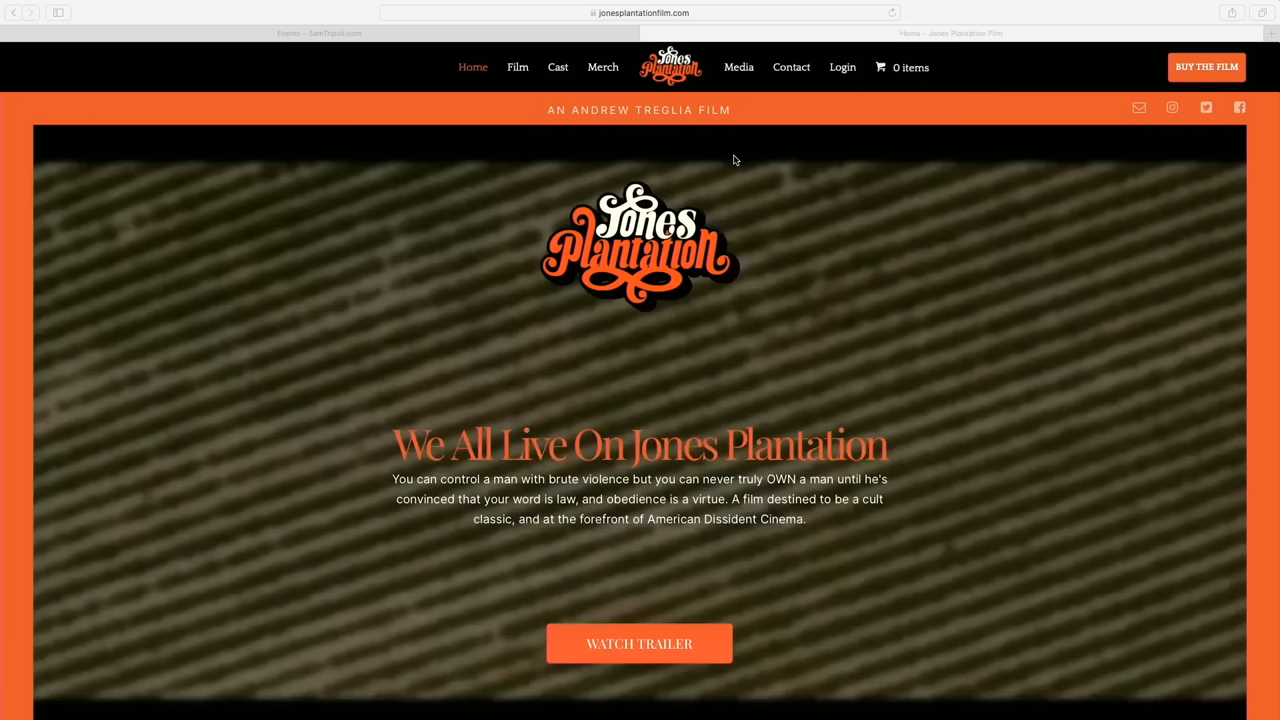 jonesplantationfilm.com
Events – SamTripoli.com
Home - Jones Plantation Film
Home
Film
Cast
Merch
Jones
Plantation
Media
Contact
Login
0 items
BUY THE FILM
AN ANDREW TREGLIA FILM
Jones
Plantation
We All Live On Jones Plantation
You can control a man with brute violence but you can never truly OWN a man until he's
convinced that your word is law, and obedience is a virtue. A film destined to be a cult
classic, and at the forefront of American Dissident Cinema.
WATCH TRAILER